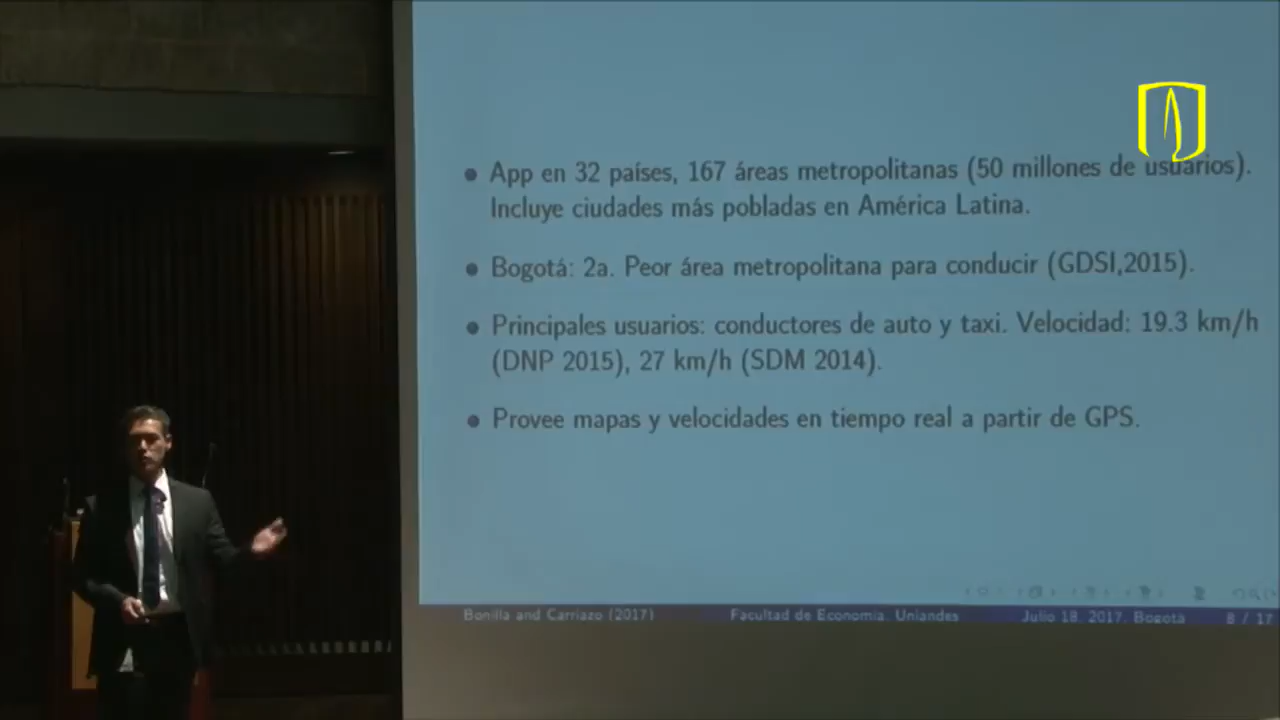 App en 32 países, 167 áreas metropolitanas (50 millones de usuarios).
Incluye ciudades más pobladas en América Latina.
Bogotá: 2a. Peor área metropolitana para conducir (GDSI,2015).
Principales usuarios: conductores de auto y taxi. Velocidad: 19.3 km/h
(DNP 2015), 27 km/h (SDM 2014).
Provee mapas y velocidades en tiempo real a partir de GPS.
Bonilla and Carriazo (2017) Facultad de Economía, Uniandes Julio 18, 2017, Bogotá 8 / 17